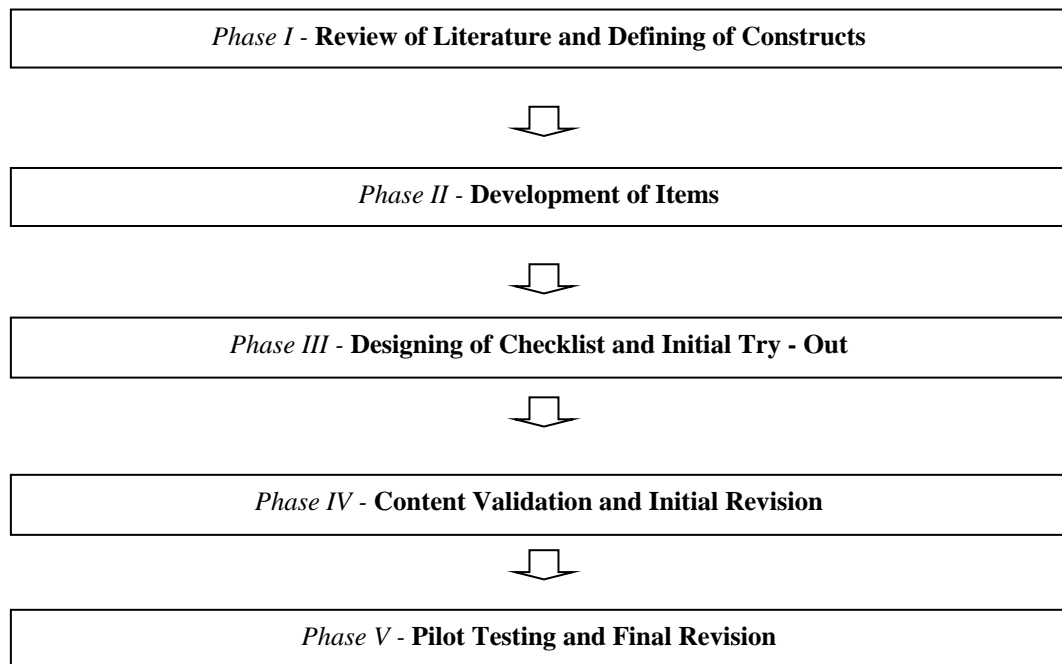 Phase I - Review of Literature and Defining of Constructs
Phase II - Development of Items
Phase III - Designing of Checklist and Initial Try - Out
Phase IV - Content Validation and Initial Revision
Phase V - Pilot Testing and Final Revision